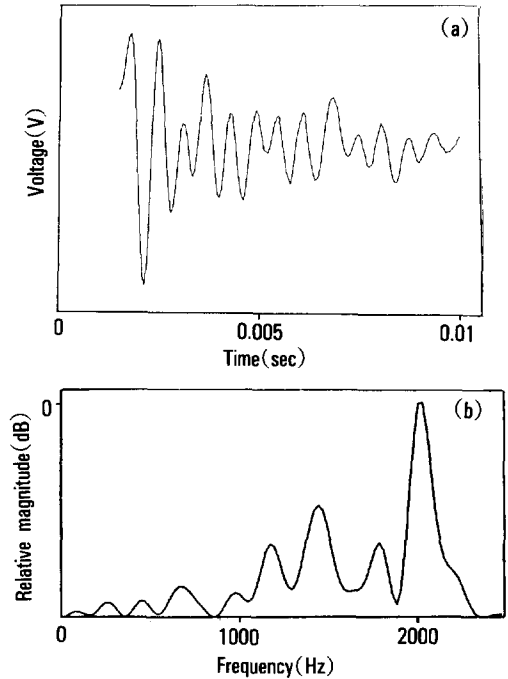 (a)
Voltage(V)
0
0.005
0.01
Time(sec)
(b)
0
Relative magnitude(dB)
0
1000
2000
Frequency(Hz)